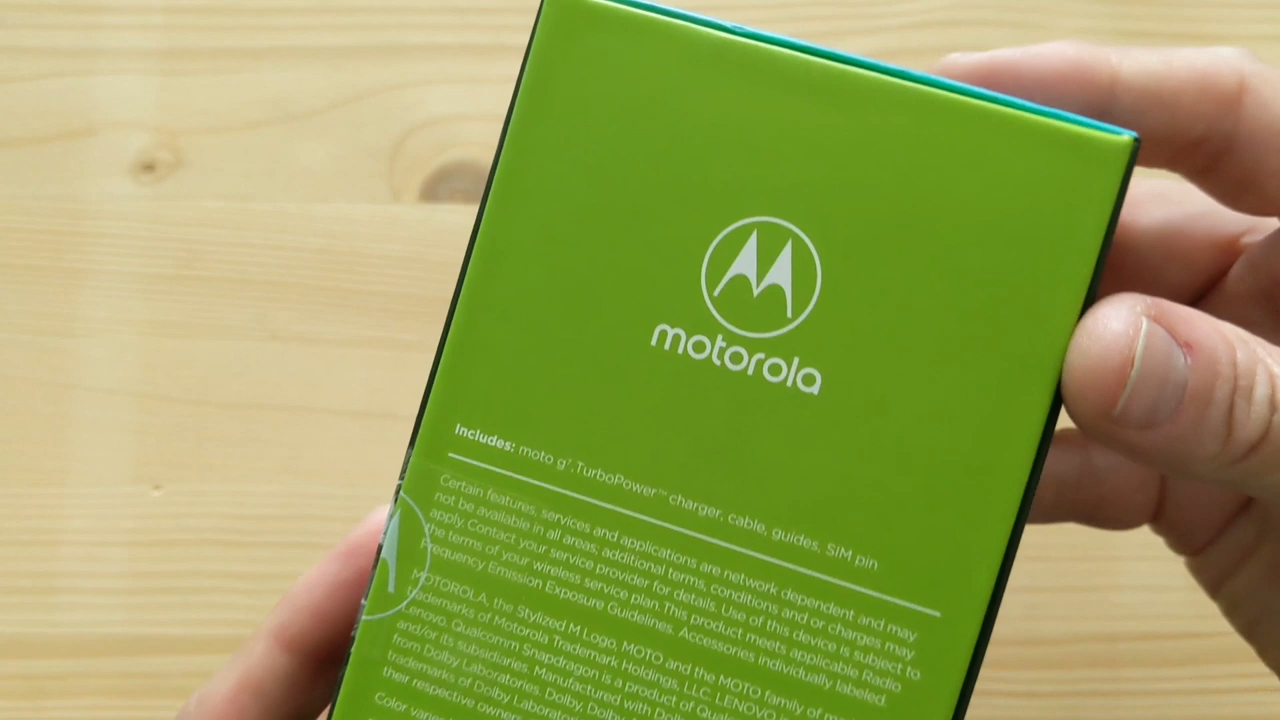 motorola
Includes: moto g⁷, TurboPower™ charger, cable, guides, SIM pin
Certain features, services and applications are network dependent and may
not be available in all areas; additional terms, conditions and/or charges may
apply. Contact your service provider for details. Use of this device is subject to
the terms of your wireless service plan. This product meets applicable Radio
Frequency Emission Exposure Guidelines. Accessories individually labeled.
MOTOROLA, the Stylized M Logo, MOTO and the MOTO family of
trademarks of Motorola Trademark Holdings, LLC. LENOVO
Lenovo. Qualcomm Snapdragon is a product of
and/or its subsidiaries. Manufactured with
from Dolby Laboratories. Dolby, Dolby
trademarks of Dolby
their respective owners
Color